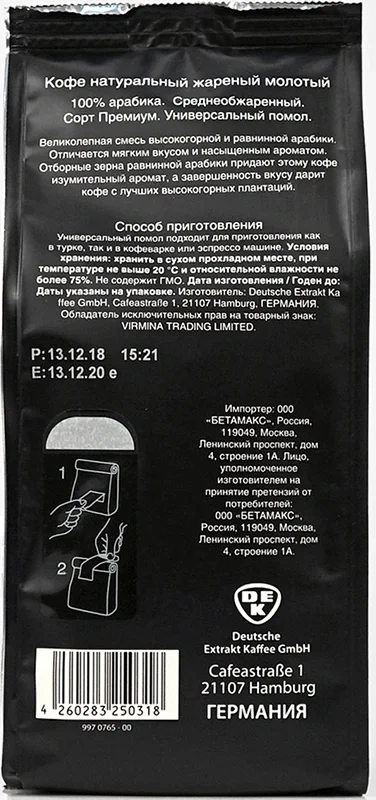 Кофе натуральный жареный молотый
100% арабика. Среднеобжаренный.
Сорт Премиум. Универсальный помол.
Великолепная смесь высокогорной и равнинной арабики.
Отличается мягким вкусом и насыщенным ароматом.
Отборные зерна равнинной арабики придают этому кофе
изумительный аромат, а завершенность вкусу дарит
кофе с лучших высокогорных плантаций.
Способ приготовления
Универсальный помол подходит для приготовления как
в турко, так и в кофеварке или эспрессо машине. Условия
хранения: хранить в сухом прохладном месте, при
температуре не выше 20 °C и относительной влажности не
более 75%. Не содержит ГМО. Дата изготовления / Годен до:
Даты указаны на упаковке. Изготовитель: Deutsche Extrakt Ka
ffee GmbH, Cafeastraße 1, 21107 Hamburg, ГЕРМАНИЯ.
Обладатель исключительных прав на товарный знак:
VIRMINA TRADING LIMITED.
P:13.12.18 15:21
E:13.12.20 e
Импортер: ООО
«БЕТАМАКС», Россия,
119049, Москва,
Ленинский проспект, дом
4, строение 1А. Лицо,
уполномоченное
изготовителем на
принятие претензий от
потребителей:
ООО «БЕТАМАКС»,
Россия, 119049, Москва,
Ленинский проспект, дом
4, строение 1А.
1
2
DEK
Deutsche
Extrakt Kaffee GmbH
Cafeastraße 1
21107 Hamburg
ГЕРМАНИЯ
4 260283 250318
997 0765 - 00